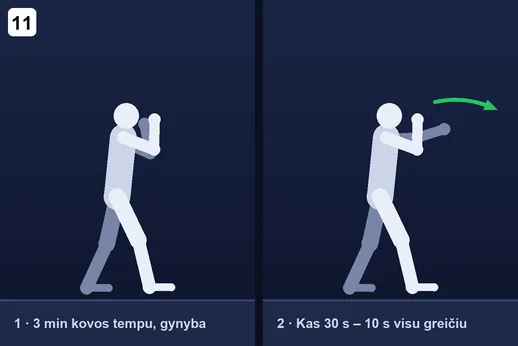 11
1 · 3 min kovos tempu, gynyba
2 · Kas 30 s – 10 s visu greičiu